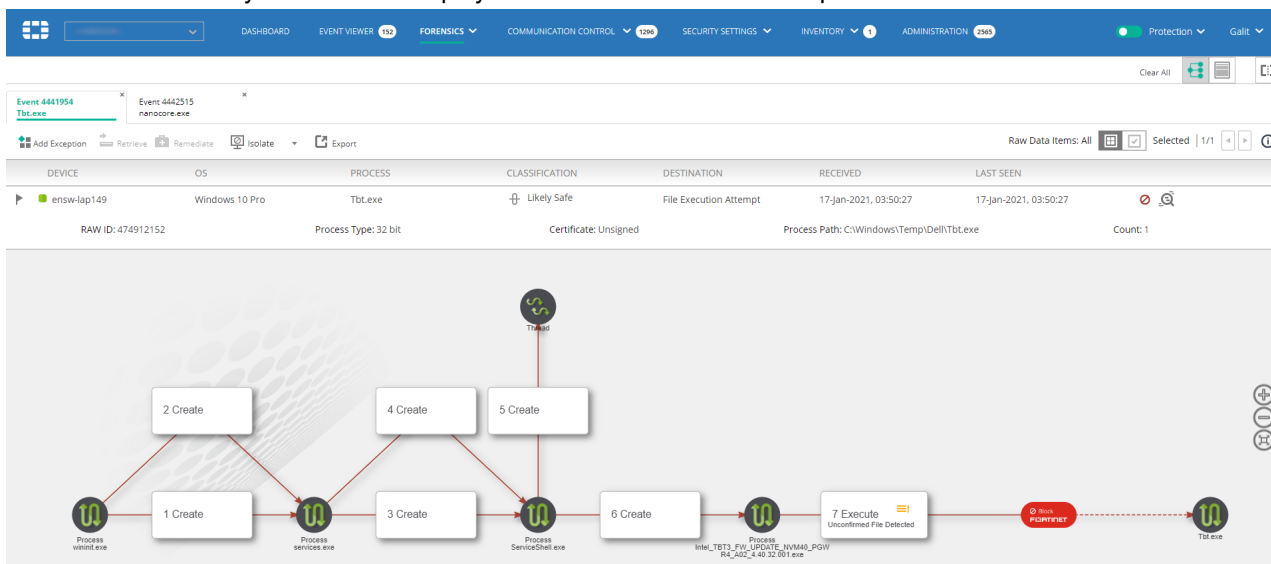 DASHBOARD EVENT VIEWER 152 FORENSICS COMMUNICATION CONTROL 1296 SECURITY SETTINGS INVENTORY 1 ADMINISTRATION 2565 Protection Galit
Clear All
Event 4441954 × Event 4442515 ×
Tbt.exe nanocore.exe
Add Exception Retrieve Remediate Isolate Export Raw Data Items: All Selected 1/1
DEVICE OS PROCESS CLASSIFICATION DESTINATION RECEIVED LAST SEEN
ensw-lap149 Windows 10 Pro Tbt.exe Likely Safe File Execution Attempt 17-Jan-2021, 03:50:27 17-Jan-2021, 03:50:27
RAW ID: 474912152 Process Type: 32 bit Certificate: Unsigned Process Path: C:\Windows\Temp\Dell\Tbt.exe Count: 1
Thread
2 Create 4 Create 5 Create
1 Create 3 Create 6 Create 7 Execute
Unconfirmed File Detected
Block
FORTINET
Process
wininit.exe
Process
services.exe
Process
ServiceShell.exe
Process
Intel_TBT3_FW_UPDATE_NVM40_PGW
R4_A02_4.40.32.001.exe
Tbt.exe